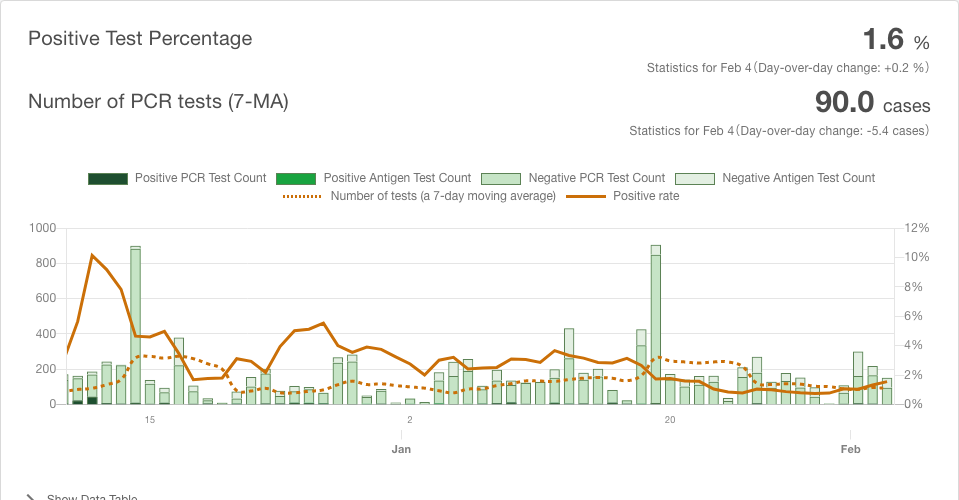 Positive Test Percentage
1.6 %
Statistics for Feb 4(Day-over-day change: +0.2 %)
Number of PCR tests (7-MA)
90.0 cases
Statistics for Feb 4(Day-over-day change: -5.4 cases)
Positive PCR Test Count Positive Antigen Test Count Negative PCR Test Count Negative Antigen Test Count
Number of tests (a 7-day moving average) Positive rate
1000 12%
800 10%
600 8%
400 6%
200 4%
0 2%
0%
15 2 20
Jan Feb
Show Data Table